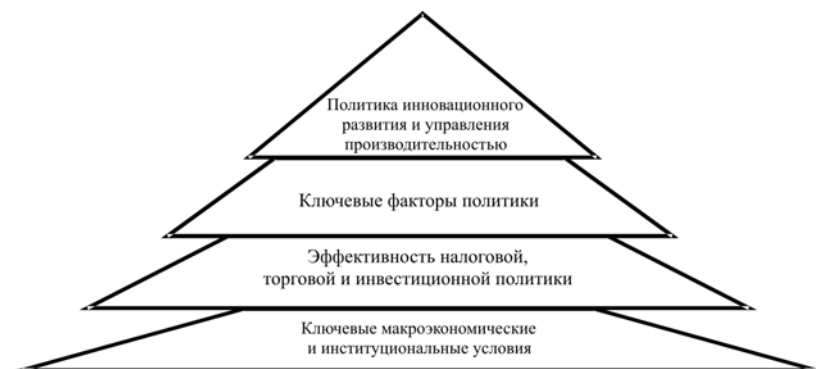 Политика инновационного
развития и управления
производительностью
Ключевые факторы политики
Эффективность налоговой,
торговой и инвестиционной политики
Ключевые макроэкономические
и институциональные условия